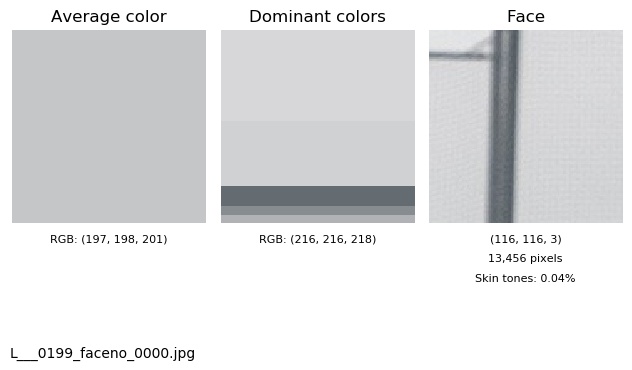 Average color
Dominant colors
Face
RGB: (197, 198, 201)
RGB: (216, 216, 218)
(116, 116, 3)
13,456 pixels
Skin tones: 0.04%
L___0199_faceno_0000.jpg